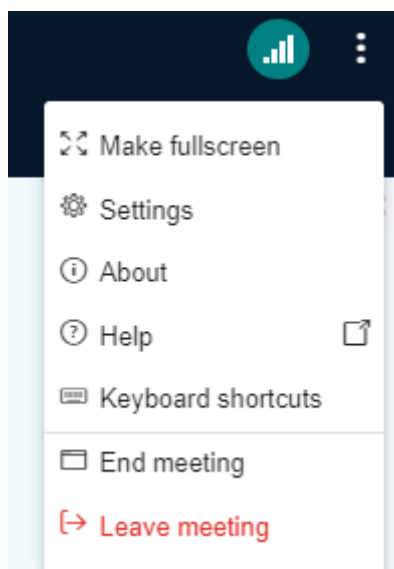 Make fullscreen
Settings
About
Help
Keyboard shortcuts
End meeting
Leave meeting